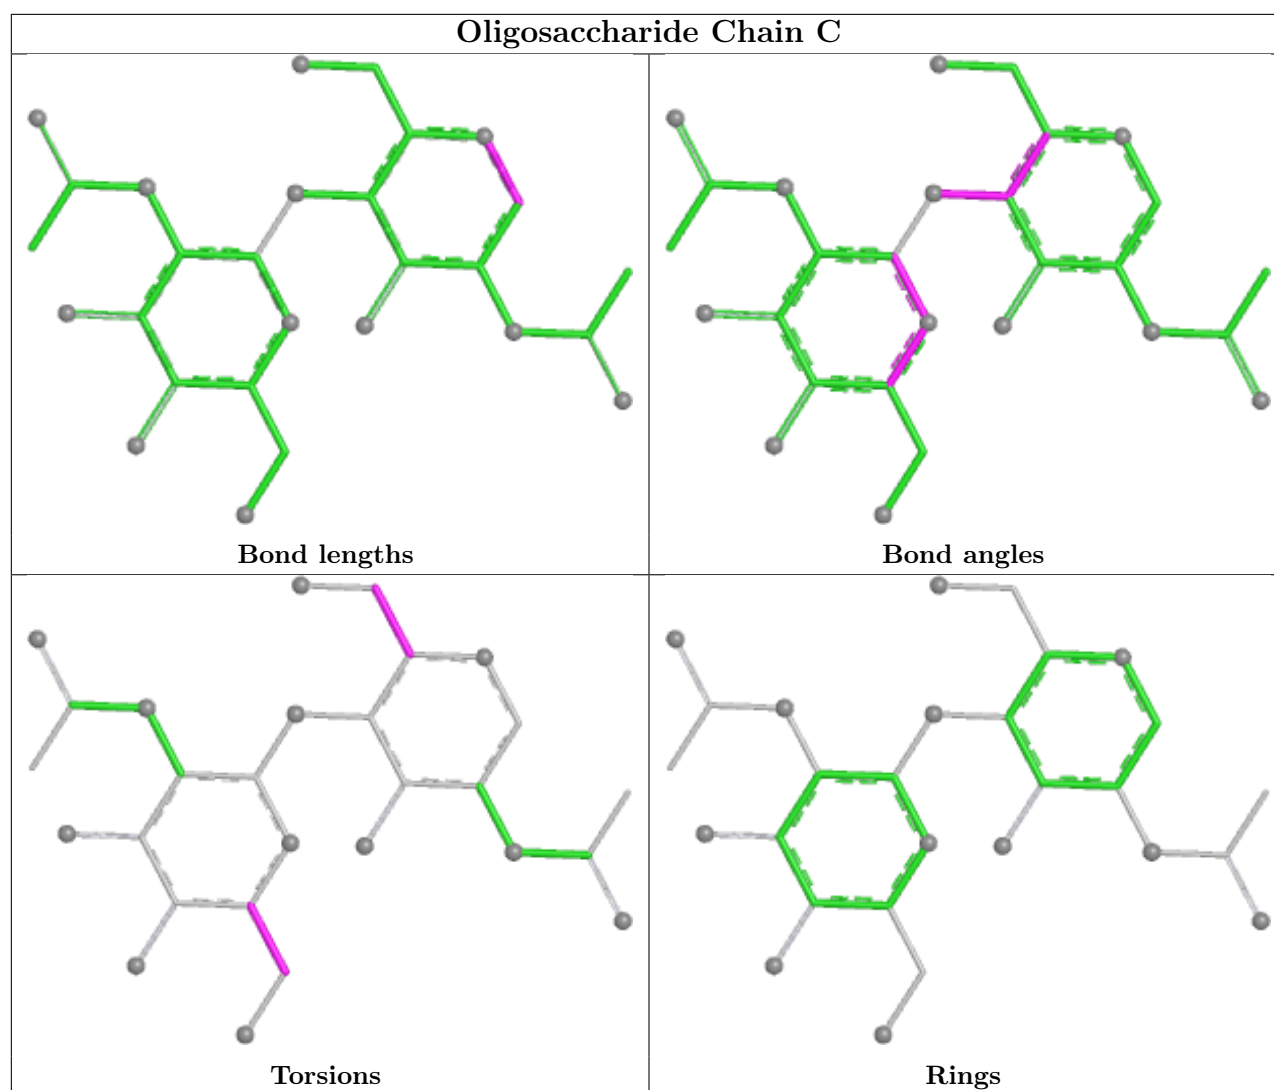 Oligosaccharide Chain C
Bond lengths
Bond angles
Torsions
Rings